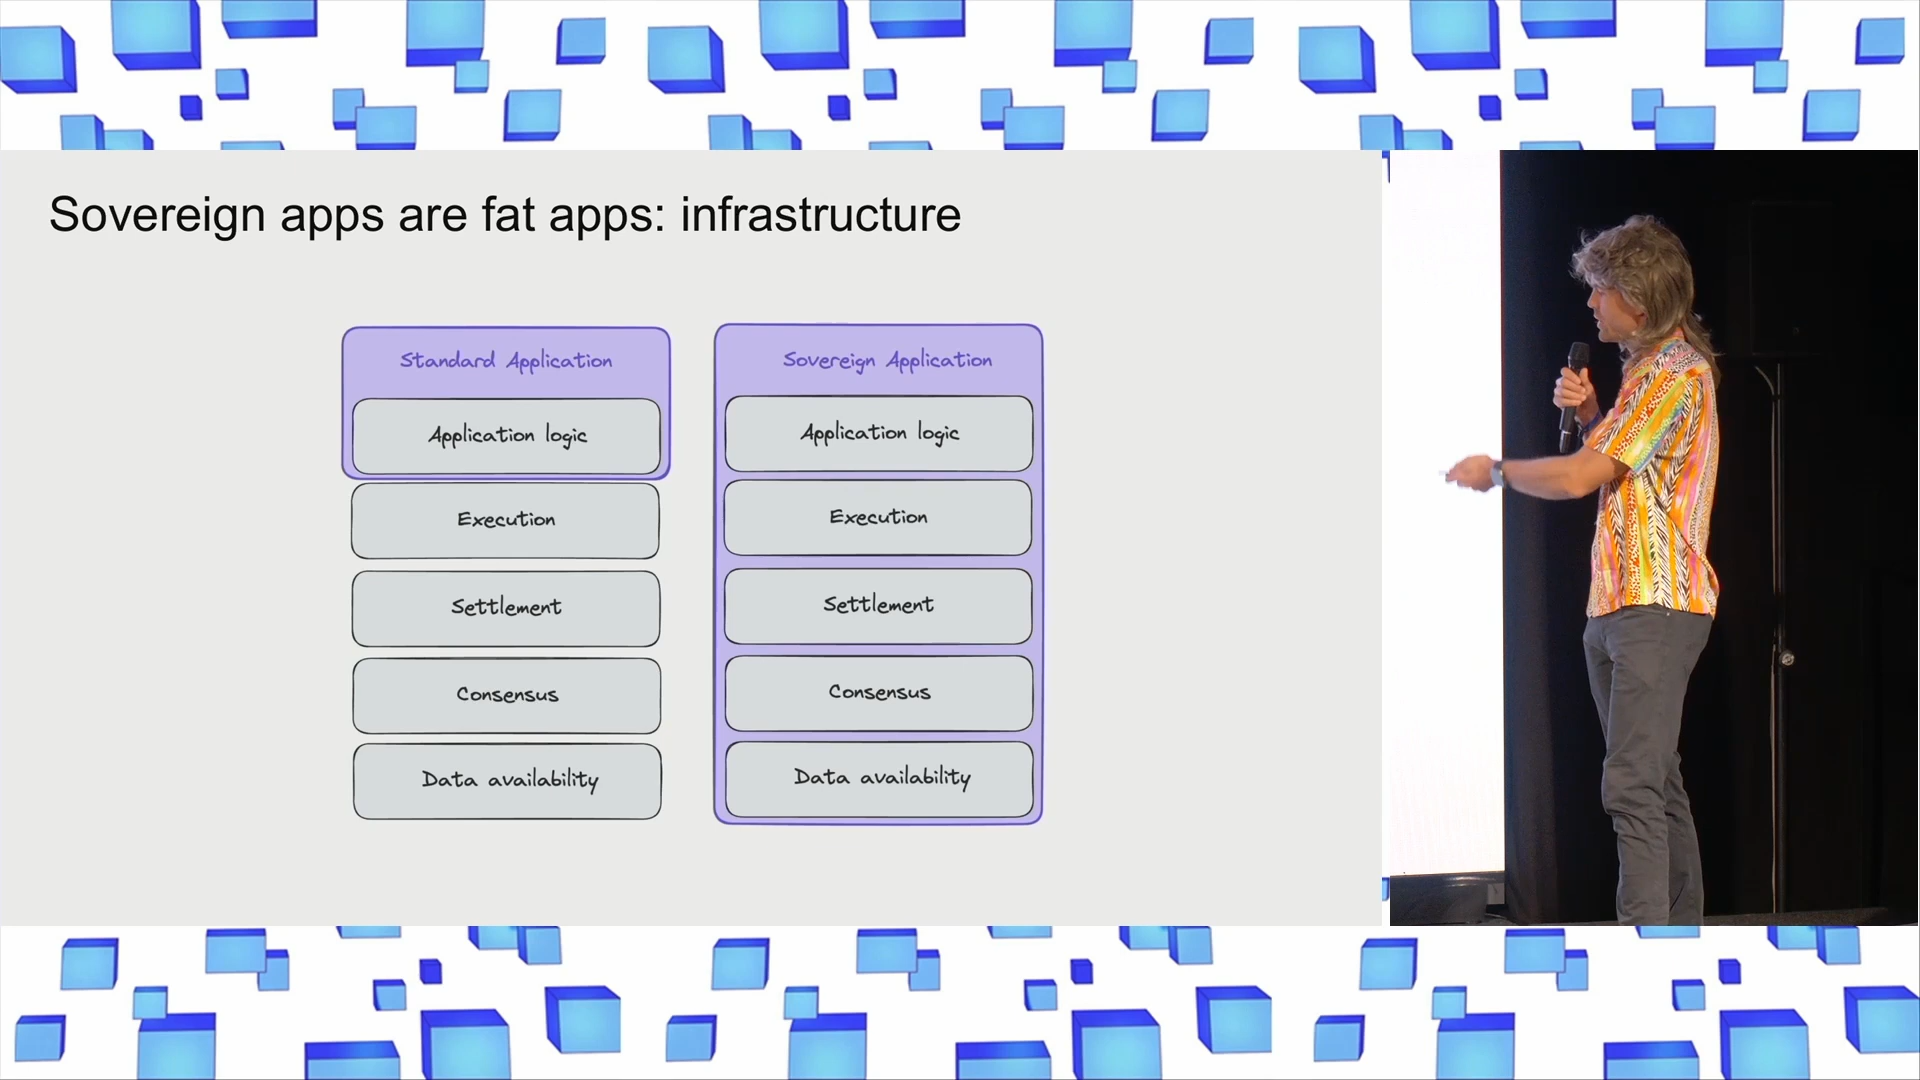 Sovereign apps are fat apps: infrastructure
Standard Application
Application logic
Execution
Settlement
Consensus
Data availability
Sovereign Application
Application logic
Execution
Settlement
Consensus
Data availability